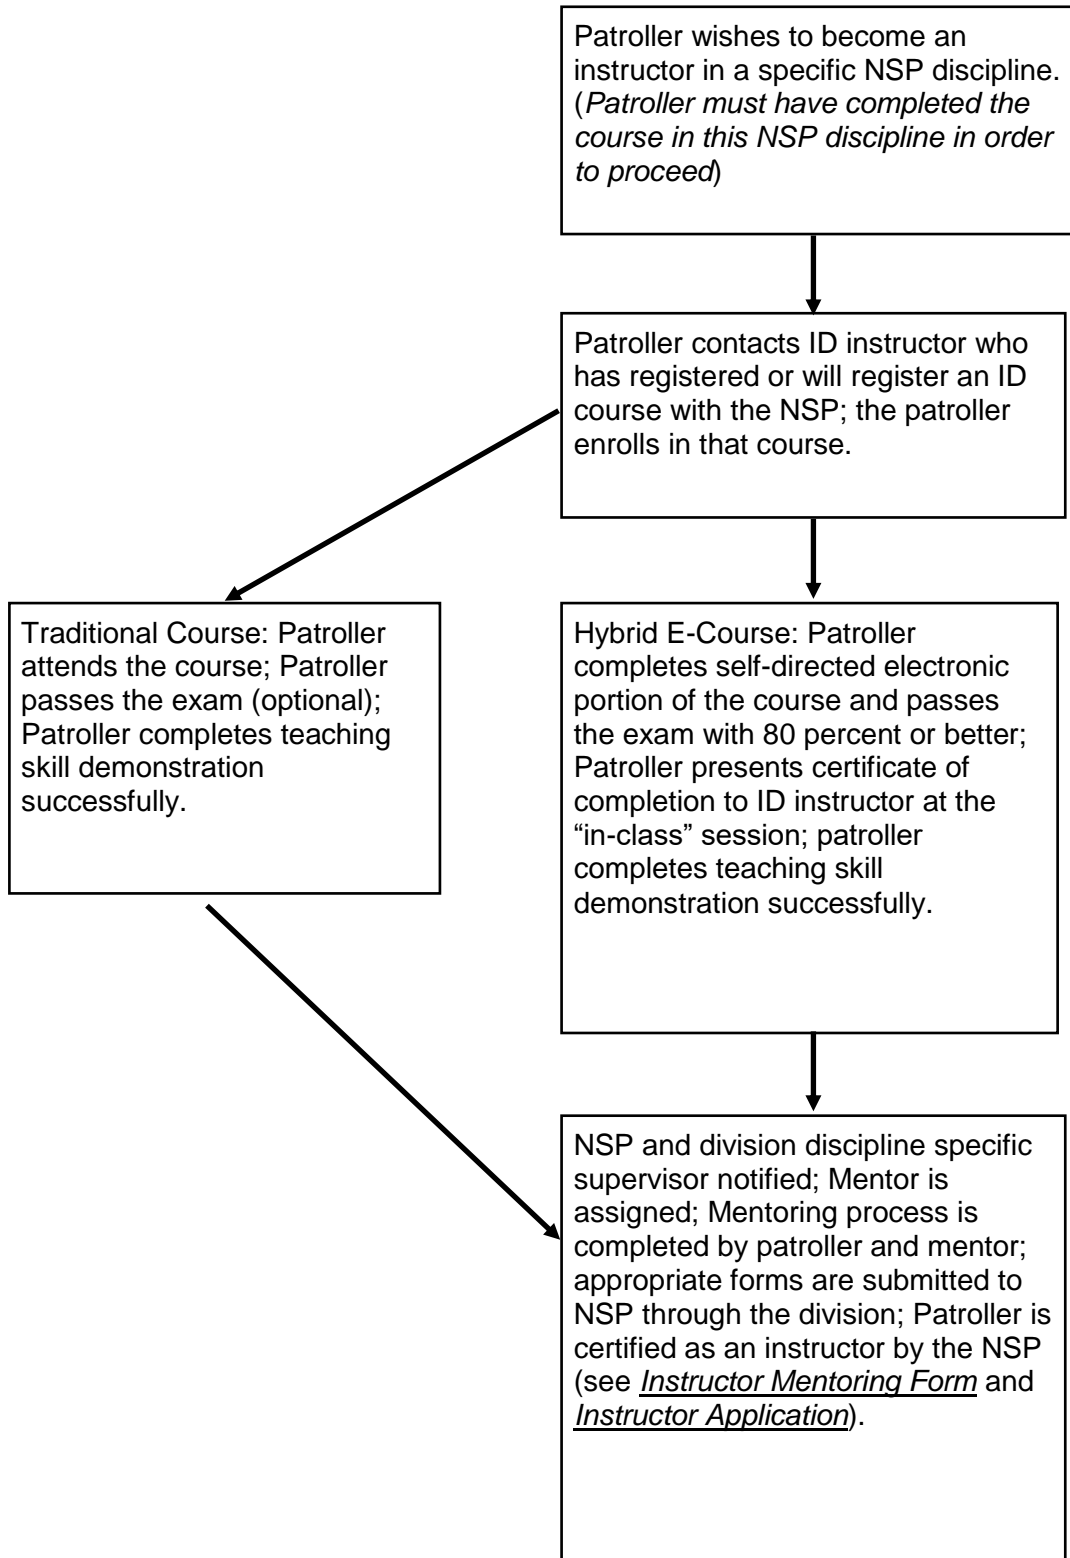 Patroller wishes to become an
instructor in a specific NSP discipline.
(Patroller must have completed the
course in this NSP discipline in order
to proceed)
Patroller contacts ID instructor who
has registered or will register an ID
course with the NSP; the patroller
enrolls in that course.
Traditional Course: Patroller
attends the course; Patroller
passes the exam (optional);
Patroller completes teaching
skill demonstration
successfully.
Hybrid E-Course: Patroller
completes self-directed electronic
portion of the course and passes
the exam with 80 percent or better;
Patroller presents certificate of
completion to ID instructor at the
“in-class” session; patroller
completes teaching skill
demonstration successfully.
NSP and division discipline specific
supervisor notified; Mentor is
assigned; Mentoring process is
completed by patroller and mentor;
appropriate forms are submitted to
NSP through the division; Patroller is
certified as an instructor by the NSP
(see Instructor Mentoring Form and
Instructor Application).